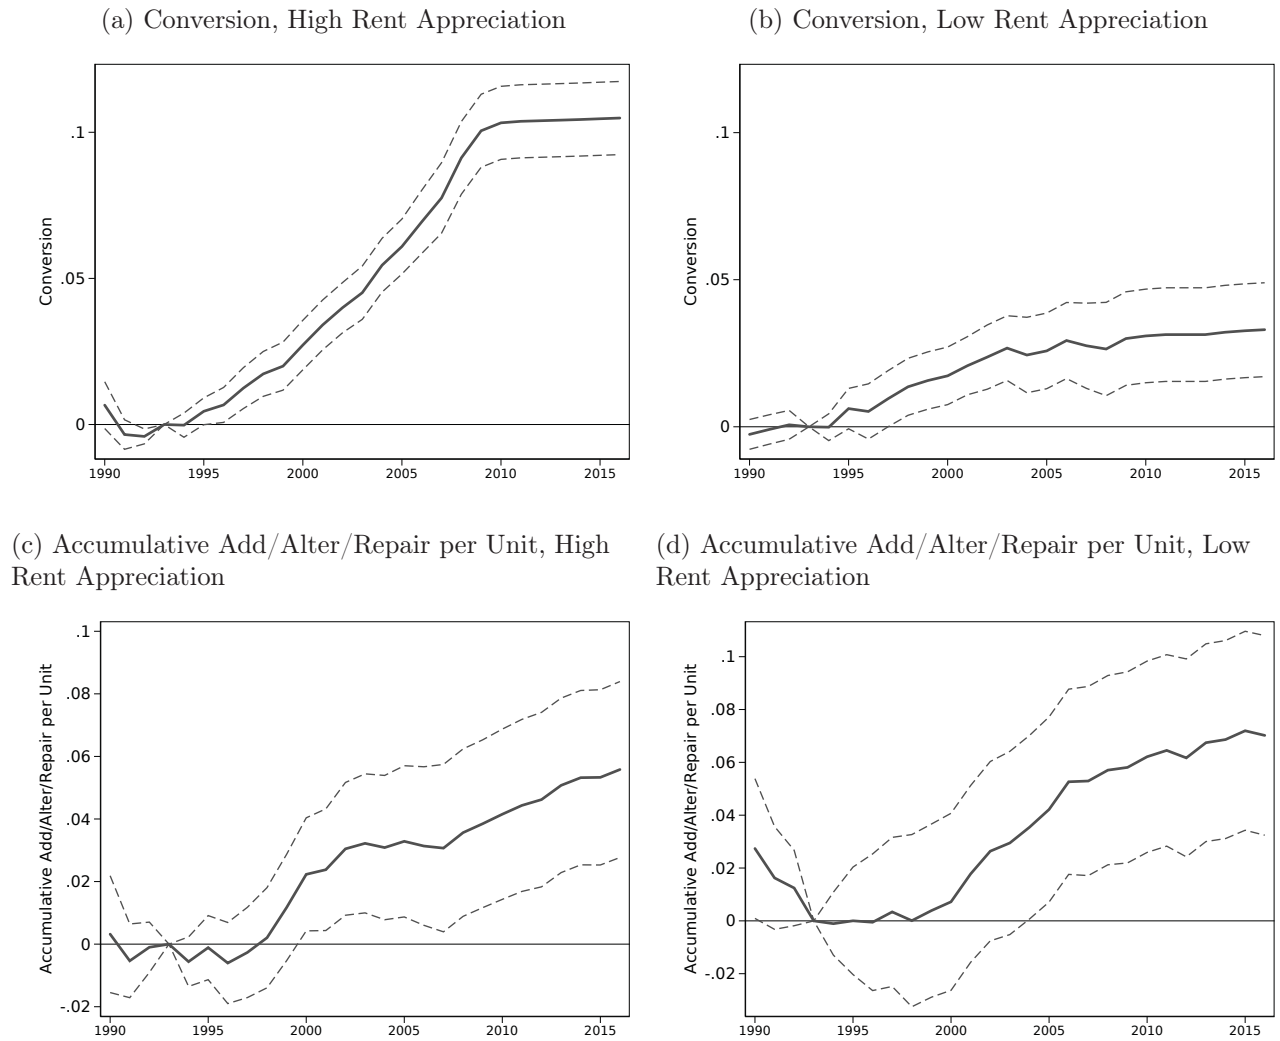 (a) Conversion, High Rent Appreciation
.1
.05
0
Conversion
1990 1995 2000 2005 2010 2015
(b) Conversion, Low Rent Appreciation
.1
.05
0
Conversion
1990 1995 2000 2005 2010 2015
(c) Accumulative Add/Alter/Repair per Unit, High
Rent Appreciation
.1
.08
.06
.04
.02
0
-.02
Accumulative Add/Alter/Repair per Unit
1990 1995 2000 2005 2010 2015
(d) Accumulative Add/Alter/Repair per Unit, Low
Rent Appreciation
.1
.08
.06
.04
.02
0
-.02
Accumulative Add/Alter/Repair per Unit
1990 1995 2000 2005 2010 2015